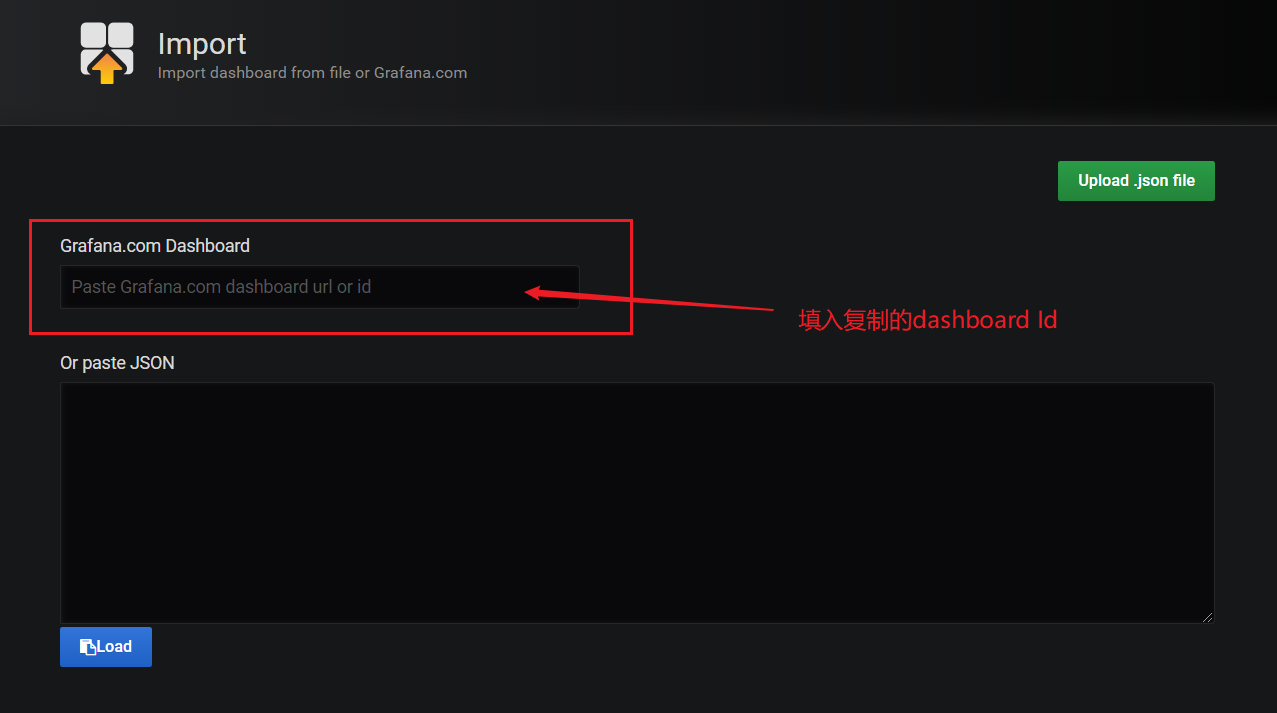 Import
Import dashboard from file or Grafana.com
Upload .json file
Grafana.com Dashboard
Paste Grafana.com dashboard url or id
填入复制的dashboard Id
Or paste JSON
Load